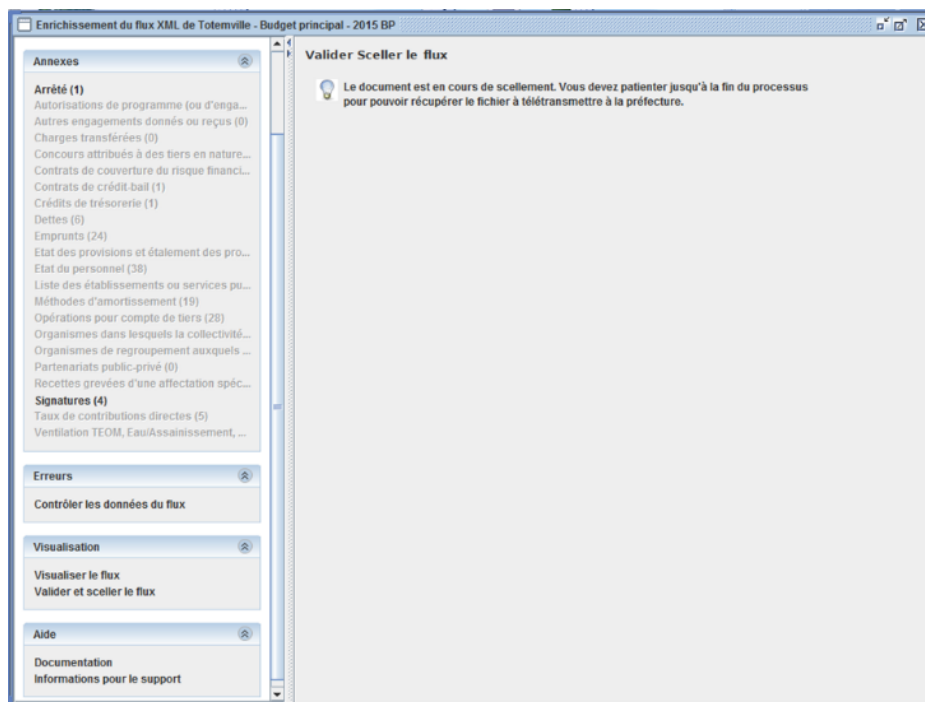 Enrichissement du flux XML de Totemville - Budget principal - 2015 BP
Annexes
Arrêté (1)
Autorisations de programme (ou d'enga...
Autres engagements donnés ou reçus (0)
Charges transférées (0)
Concours attribués à des tiers en nature...
Contrats de couverture du risque financi...
Contrats de crédit-bail (1)
Crédits de trésorerie (1)
Dettes (6)
Emprunts (24)
Etat des provisions et étalement des pro...
Etat du personnel (38)
Liste des établissements ou services pu...
Méthodes d'amortissement (19)
Opérations pour compte de tiers (28)
Organismes dans lesquels la collectivité...
Organismes de regroupement auxquels ...
Partenariats public-privé (0)
Recettes grevées d'une affectation spéc...
Signatures (4)
Taux de contributions directes (5)
Ventilation TEOM, Eau/Assainissement, ...
Erreurs
Contrôler les données du flux
Visualisation
Visualiser le flux
Valider et sceller le flux
Aide
Documentation
Informations pour le support
Valider Sceller le flux
Le document est en cours de scellement. Vous devez patienter jusqu'à la fin du processus
pour pouvoir récupérer le fichier à télétransmettre à la préfecture.